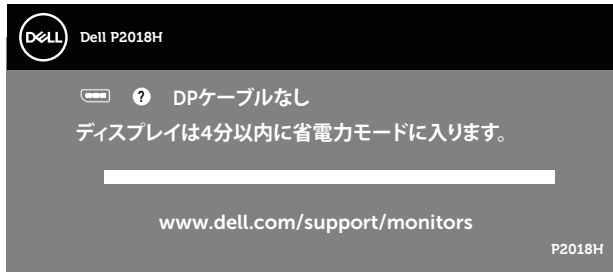 DELL
Dell P2018H
? DPケーブルなし
ディスプレイは4分以内に省電力モードに入ります。
www.dell.com/support/monitors
P2018H